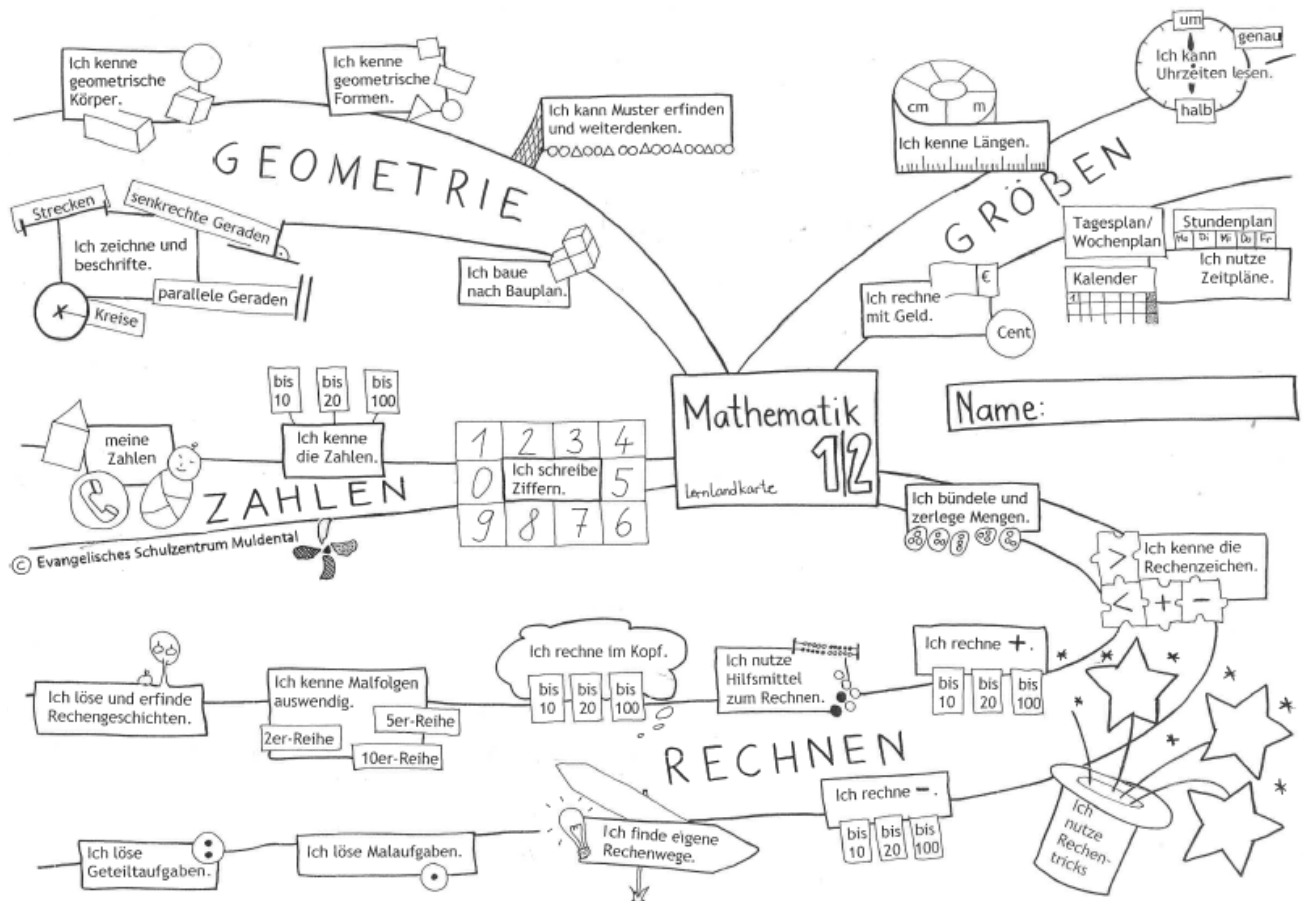 Ich kenne
geometrische
Körper.
Ich kenne
geometrische
Formen.
Ich kann Muster erfinden
und weiterdenken.
GEOMETRIE
Strecken
senkrechte Geraden
Ich zeichne und
beschrifte.
parallele Geraden
Kreise
Ich baue
nach Bauplan.
um
genau
Ich kann
Uhrzeiten lesen.
halb
cm
m
Ich kenne Längen.
GRÖßEN
Tagesplan/
Wochenplan
Stundenplan
Mo Di Mi Do Fr
Ich nutze
Zeitpläne.
Kalender
1
Ich rechne
mit Geld.
€
Cent
Mathematik
1/2
Lernlandkarte
Name:
meine
Zahlen
bis
10
bis
20
bis
100
Ich kenne
die Zahlen.
ZAHLEN
1 2 3 4
0 Ich schreibe
Ziffern. 5
9 8 7 6
© Evangelisches Schulzentrum Muldental
Ich bündele und
zerlege Mengen.
>
Ich kenne die
Rechenzeichen.
< + -
Ich rechne +.
bis
10
bis
20
bis
100
Ich nutze
Hilfsmittel
zum Rechnen.
Ich rechne im Kopf.
bis
10
bis
20
bis
100
Ich kenne Malfolgen
auswendig.
5er-Reihe
2er-Reihe
10er-Reihe
Ich löse und erfinde
Rechengeschichten.
RECHNEN
Ich rechne -.
bis
10
bis
20
bis
100
Ich finde eigene
Rechenwege.
Ich löse Malaufgaben.
Ich löse
Geteiltaufgaben.
Ich
nutze
Rechen-
tricks